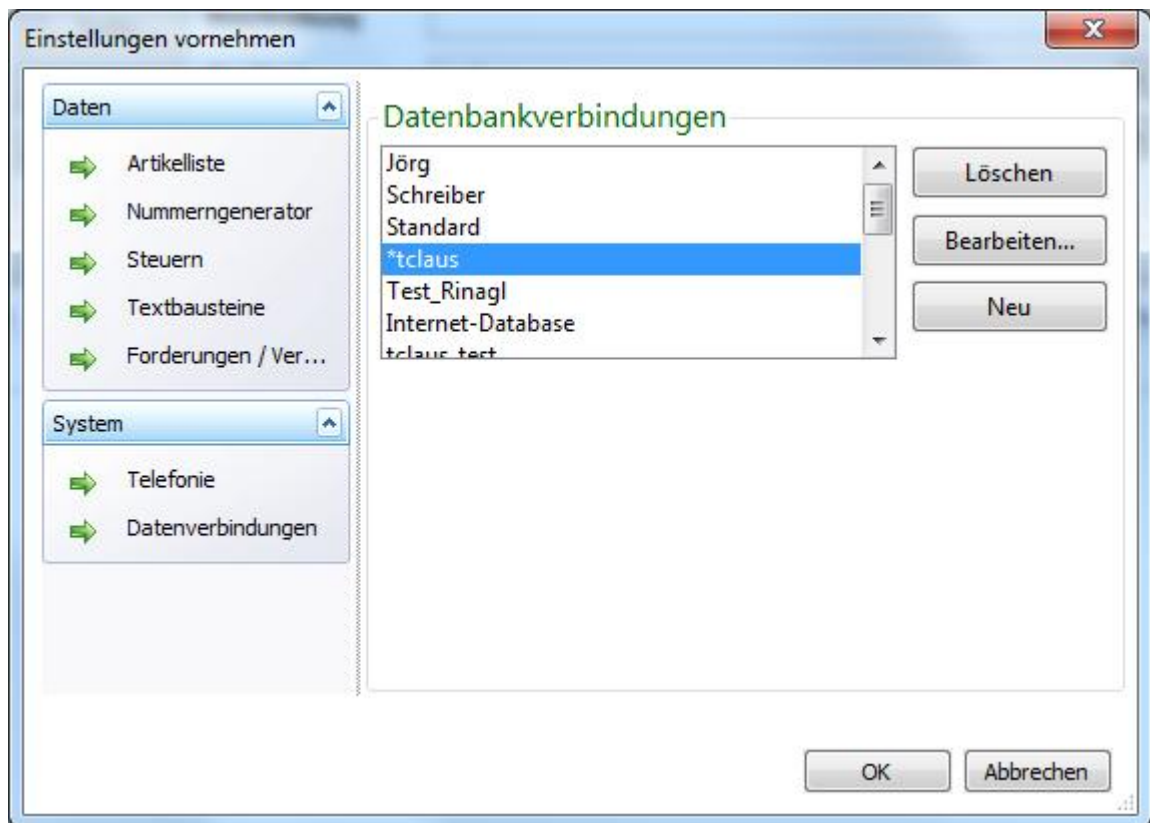 Einstellungen vornehmen
Daten
Artikelliste
Nummerngenerator
Steuern
Textbausteine
Forderungen / Ver...
System
Telefonie
Datenverbindungen
Datenbankverbindungen
Jörg
Schreiber
Standard
*tclaus
Test_Rinagl
Internet-Database
tclaus_test
Löschen
Bearbeiten...
Neu
OK
Abbrechen